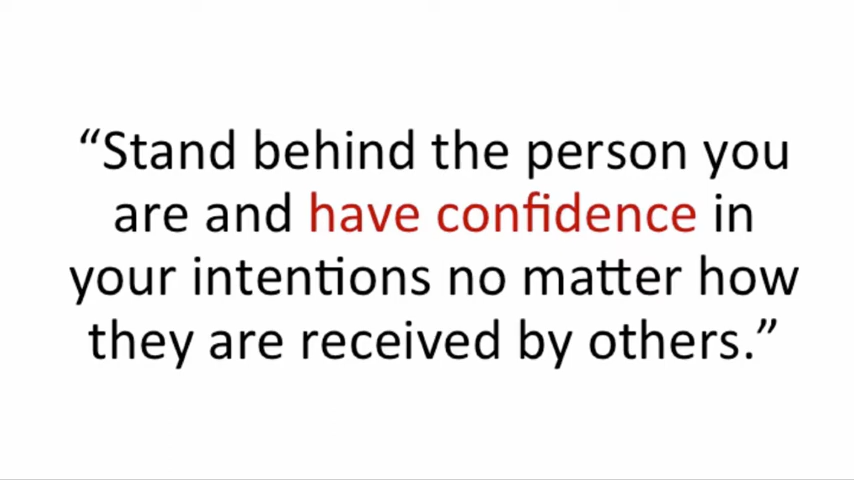 “Stand behind the person you
are and have confidence in
your intentions no matter how
they are received by others.”